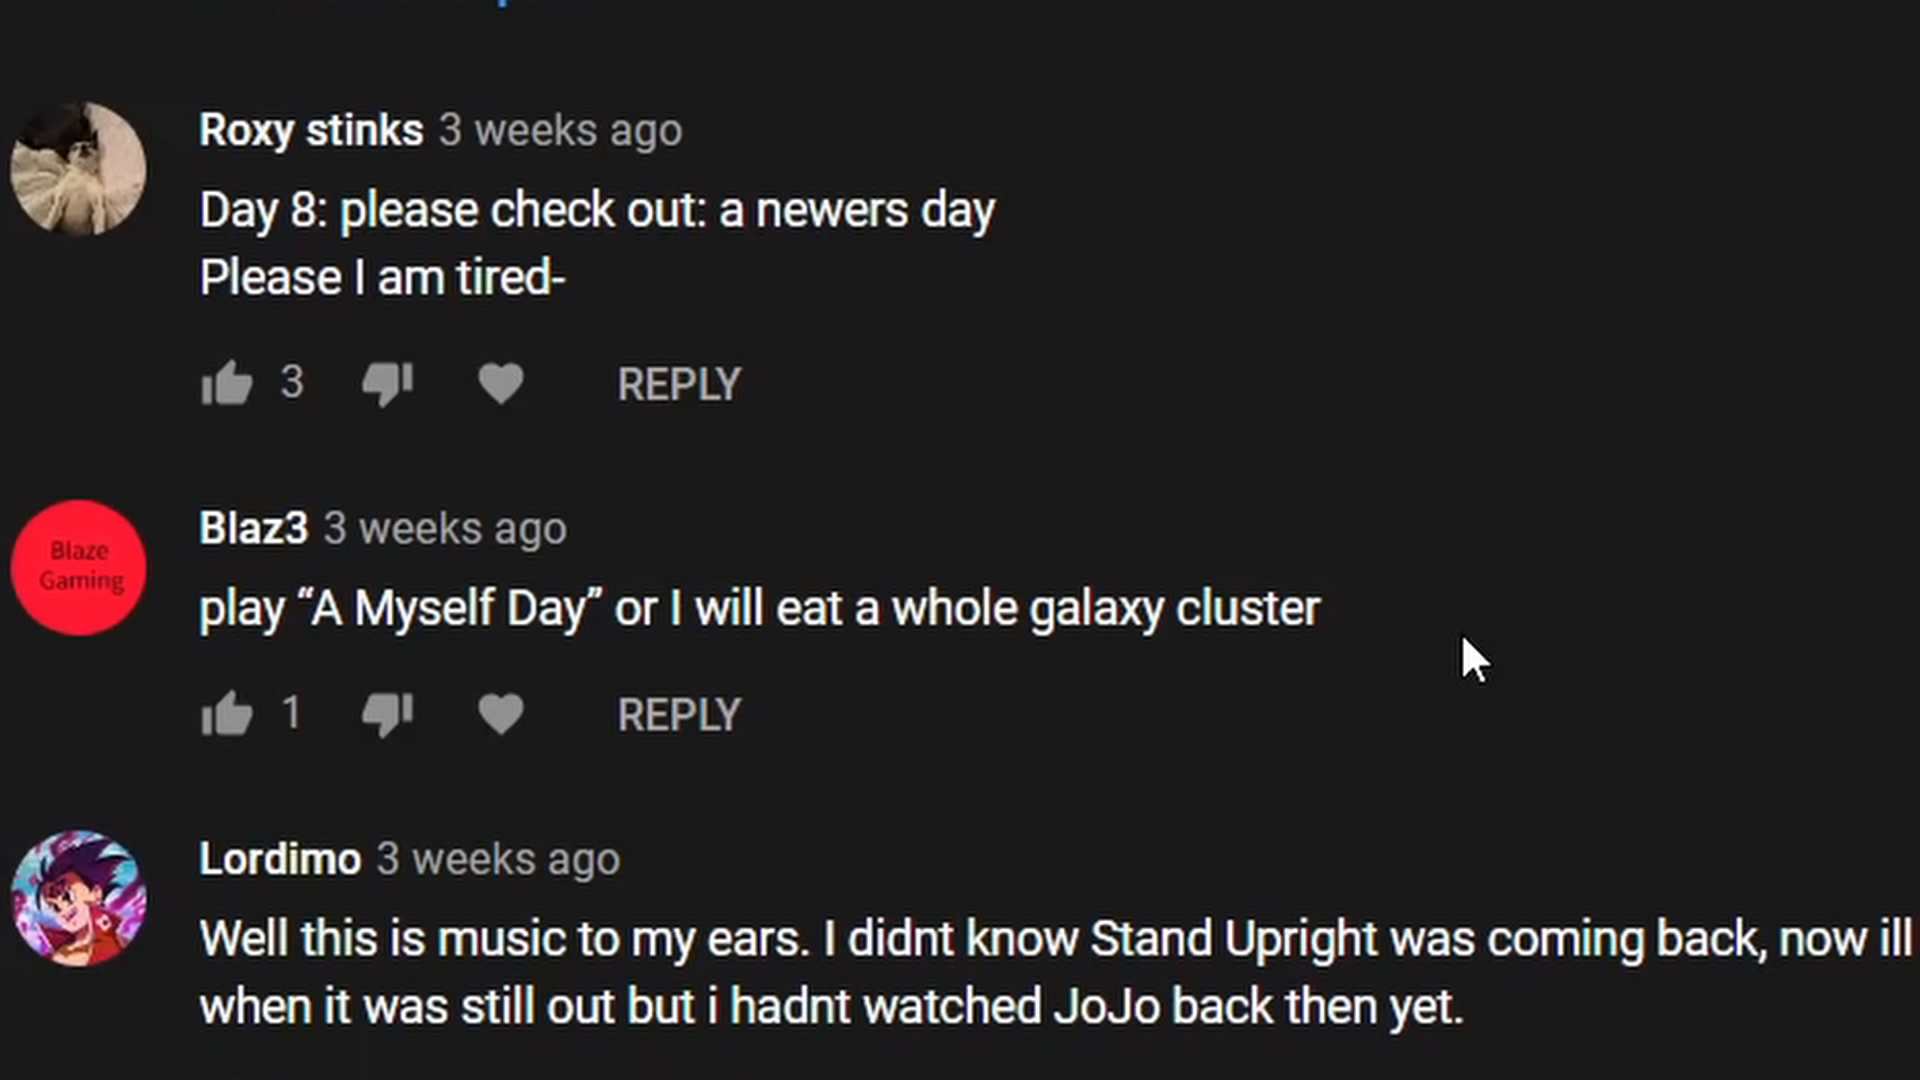 Roxy stinks 3 weeks ago
Day 8: please check out: a newers day
Please I am tired-
3 REPLY
Blaze
Gaming
Blaz3 3 weeks ago
play “A Myself Day” or I will eat a whole galaxy cluster
1 REPLY
Lordimo 3 weeks ago
Well this is music to my ears. I didnt know Stand Upright was coming back, now ill
when it was still out but i hadnt watched JoJo back then yet.